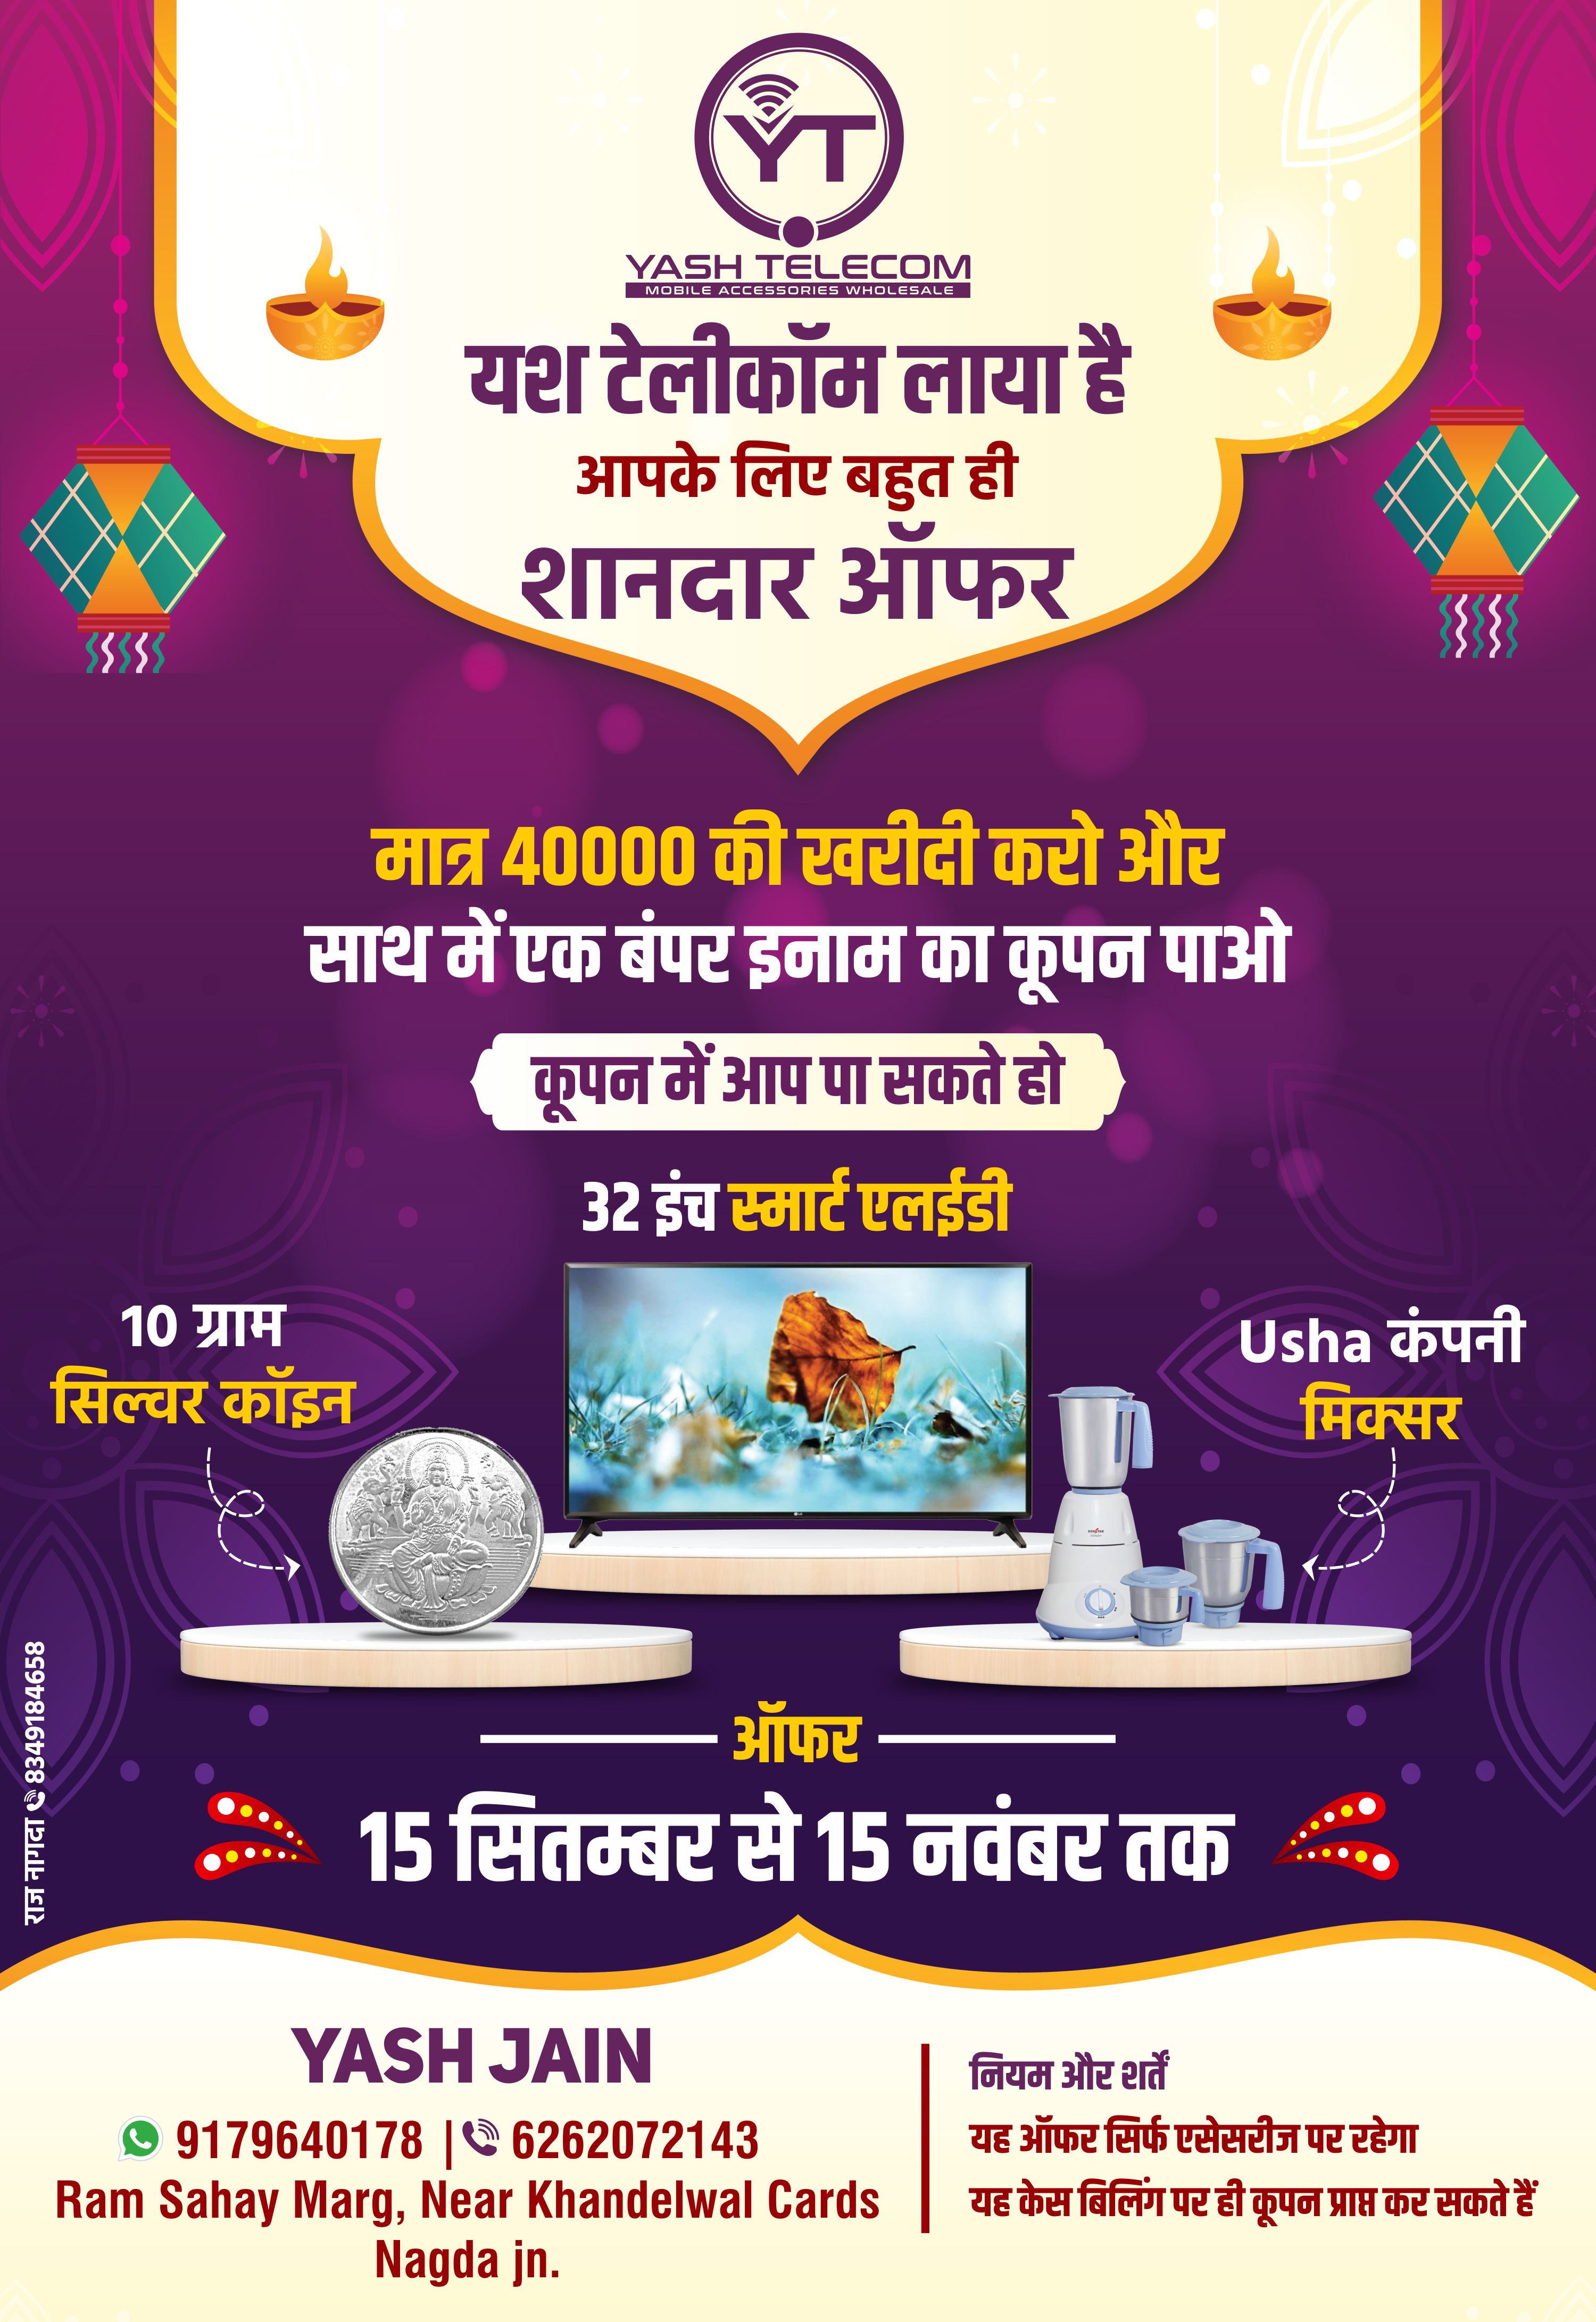 YT
YASH TELECOM
MOBILE ACCESSORIES WHOLESALE
यश टेलीकॉम लाया है
आपके लिए बहुत ही
शानदार ऑफर
मात्र 40000 की खरीदी करो और
साथ में एक बंपर इनाम का कूपन पाओ
कूपन में आप पा सकते हो
32 इंच स्मार्ट एलईडी
10 ग्राम
सिल्वर कॉइन
Usha कंपनी
मिक्सर
ऑफर
15 सितम्बर से 15 नवंबर तक
राज नागदा 8349184658
YASH JAIN
9179640178 | 6262072143
Ram Sahay Marg, Near Khandelwal Cards
Nagda jn.
नियम और शर्तें
यह ऑफर सिर्फ एसेसरीज पर रहेगा
यह केस बिलिंग पर ही कूपन प्राप्त कर सकते हैं